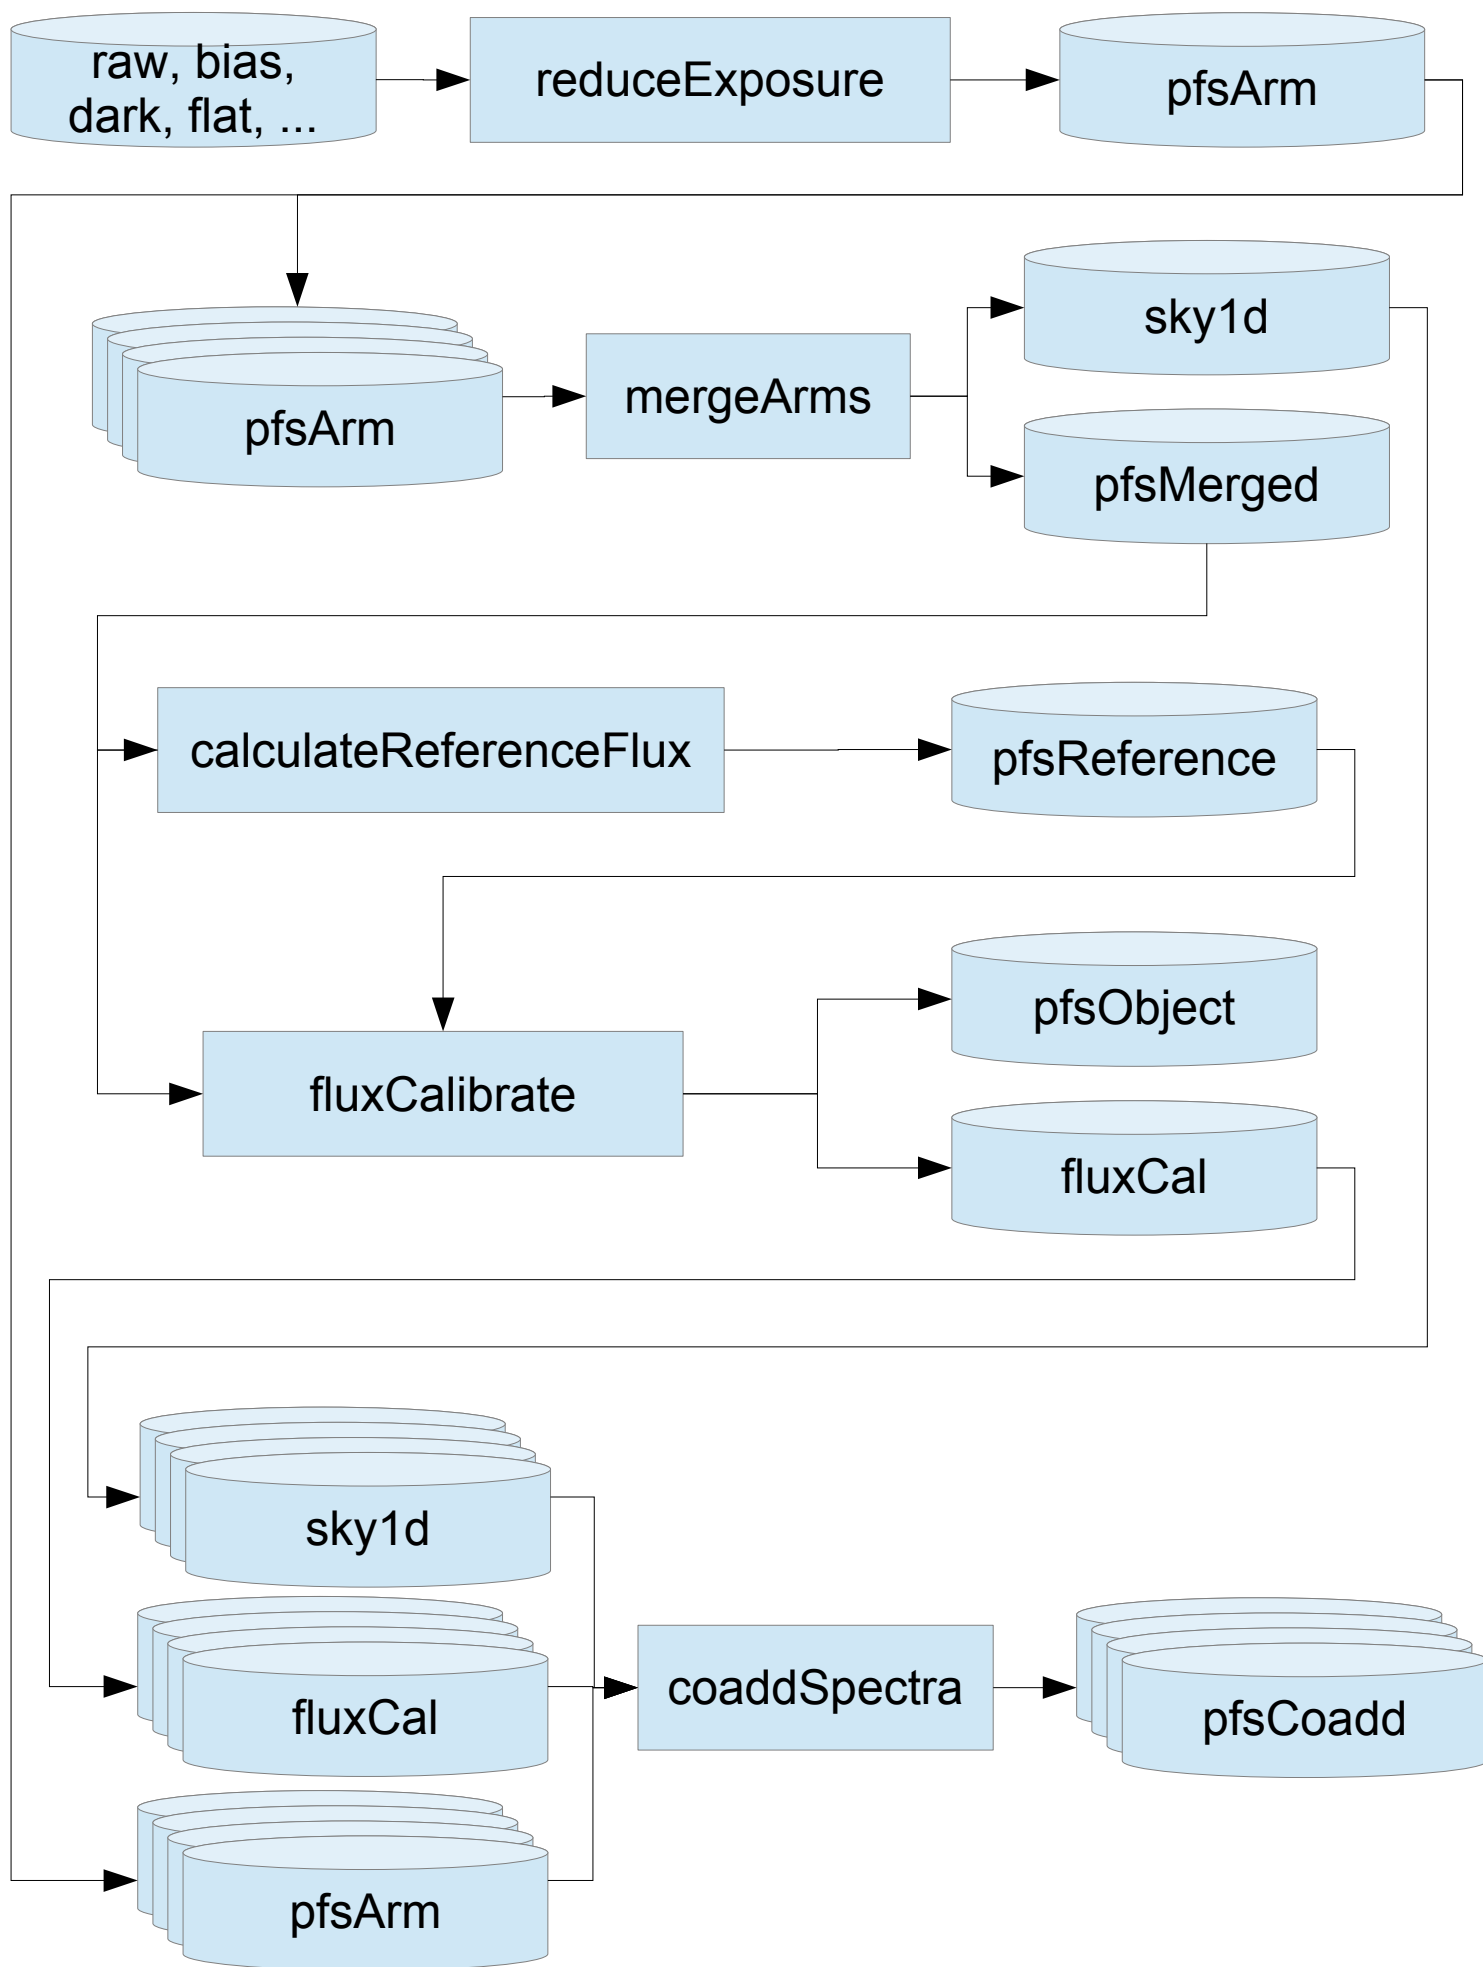 raw, bias,
dark, flat, ...
reduceExposure
pfsArm
pfsArm
mergeArms
sky1d
pfsMerged
calculateReferenceFlux
pfsReference
fluxCalibrate
pfsObject
fluxCal
sky1d
fluxCal
coaddSpectra
pfsCoadd
pfsArm